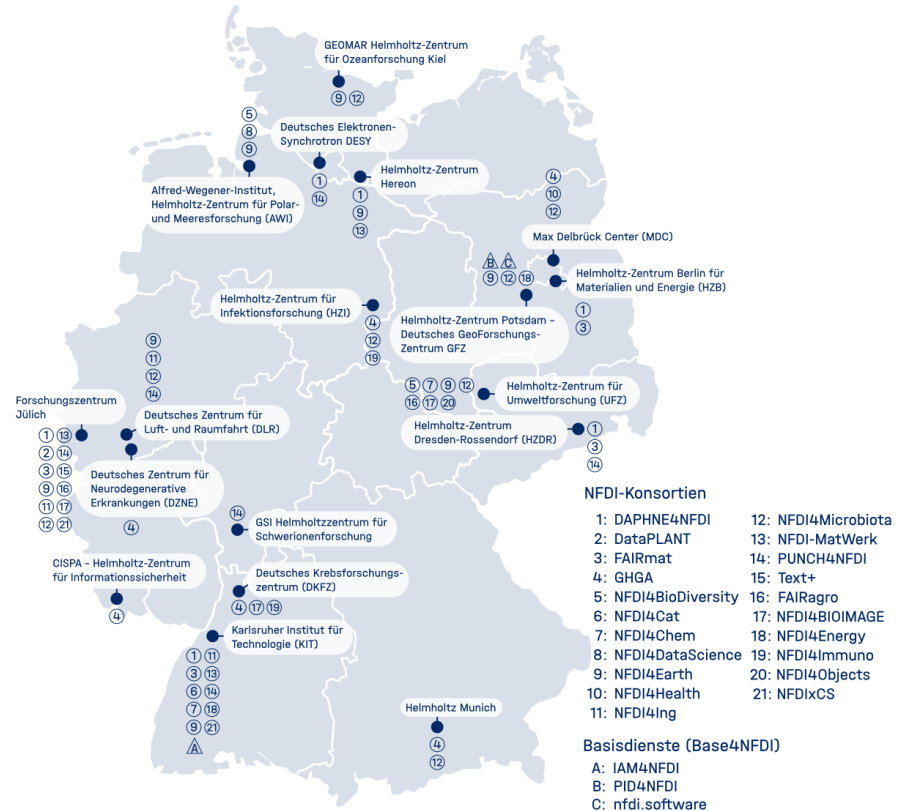 GEOMAR Helmholtz-Zentrum
für Ozeanforschung Kiel
9 12
5
8
9
Deutsches Elektronen-
Synchrotron DESY
1
14
Helmholtz-Zentrum
Hereon
1
9
13
Alfred-Wegener-Institut,
Helmholtz-Zentrum für Polar-
und Meeresforschung (AWI)
4
10
12
Max Delbrück Center (MDC)
B C
9 12 18
Helmholtz-Zentrum Berlin für
Materialien und Energie (HZB)
1
3
Helmholtz-Zentrum für
Infektionsforschung (HZI)
4
12
19
Helmholtz-Zentrum Potsdam –
Deutsches GeoForschungs-
Zentrum GFZ
9
11
12
14
5 7 9 12
16 17 20
Helmholtz-Zentrum für
Umweltforschung (UFZ)
Forschungszentrum
Jülich
1 13
2 14
3 15
9 16
11 17
12 21
Deutsches Zentrum für
Luft- und Raumfahrt (DLR)
Helmholtz-Zentrum
Dresden-Rossendorf (HZDR)
1
3
14
Deutsches Zentrum für
Neurodegenerative
Erkrankungen (DZNE)
4
14
GSI Helmholtzzentrum für
Schwerionenforschung
CISPA – Helmholtz-Zentrum
für Informationssicherheit
4
Deutsches Krebsforschungs-
zentrum (DKFZ)
4 17 19
Karlsruher Institut für
Technologie (KIT)
1 11
3 13
6 14
7 18
9 21
A
Helmholtz Munich
4
12
NFDI-Konsortien
1: DAPHNE4NFDI
2: DataPLANT
3: FAIRmat
4: GHGA
5: NFDI4BioDiversity
6: NFDI4Cat
7: NFDI4Chem
8: NFDI4DataScience
9: NFDI4Earth
10: NFDI4Health
11: NFDI4Ing
12: NFDI4Microbiota
13: NFDI-MatWerk
14: PUNCH4NFDI
15: Text+
16: FAIRagro
17: NFDI4BIOIMAGE
18: NFDI4Energy
19: NFDI4Immuno
20: NFDI4Objects
21: NFDIxCS
Basisdienste (Base4NFDI)
A: IAM4NFDI
B: PID4NFDI
C: nfdi.software